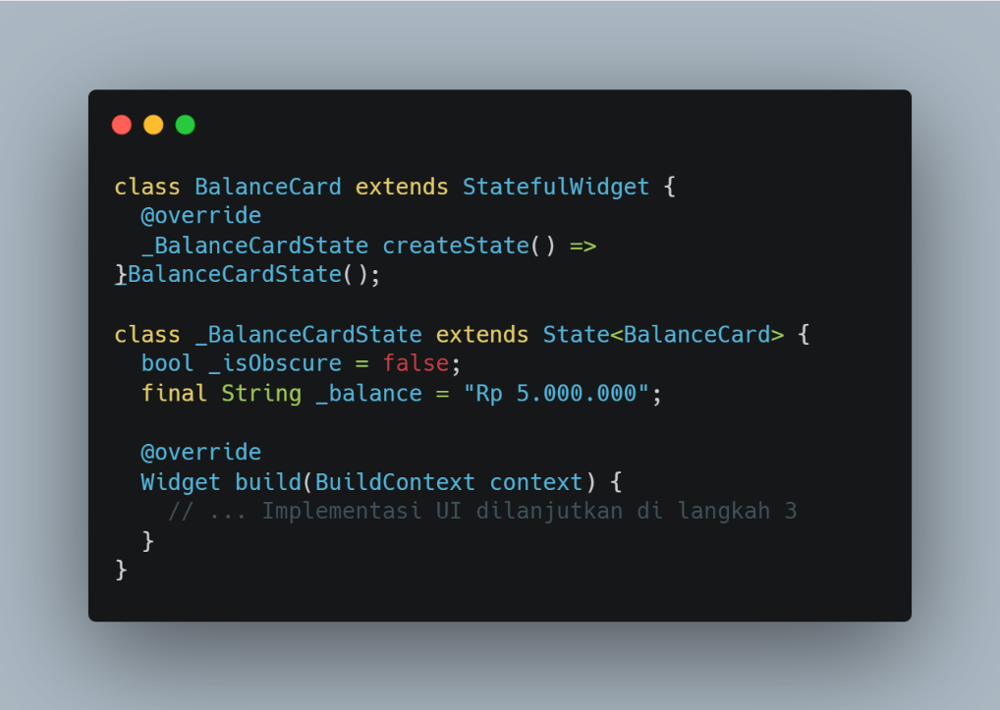 class BalanceCard extends StatefulWidget {
  @override
  _BalanceCardState createState() =>
_BalanceCardState();
}

class _BalanceCardState extends State<BalanceCard> {
  bool _isObscure = false;
  final String _balance = "Rp 5.000.000";

  @override
  Widget build(BuildContext context) {
    // ... Implementasi UI dilanjutkan di langkah 3
  }
}